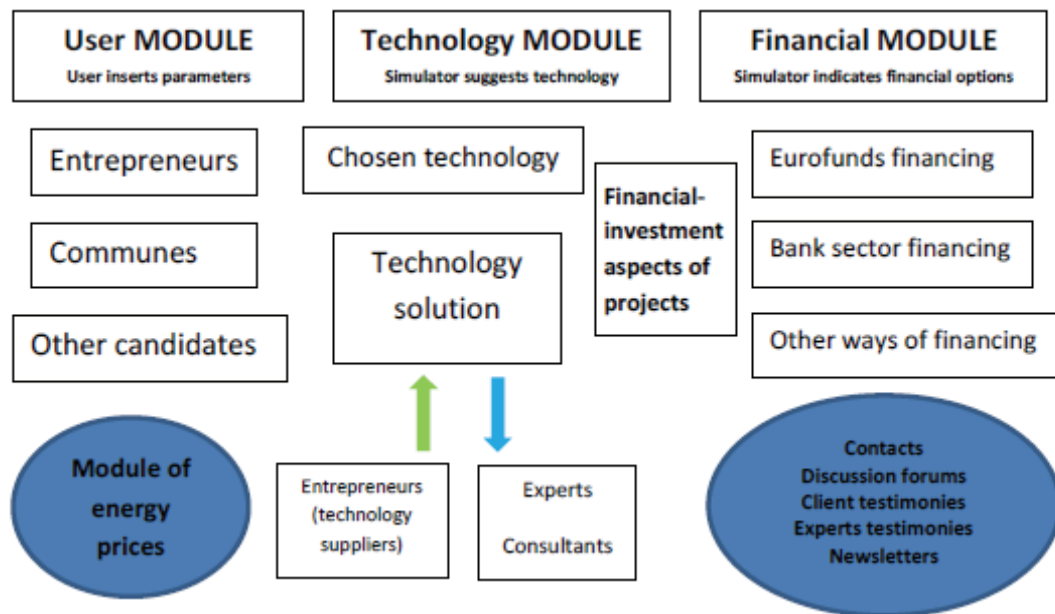 User MODULE
User inserts parameters
Technology MODULE
Simulator suggests technology
Financial MODULE
Simulator indicates financial options
Entrepreneurs
Communes
Other candidates
Chosen technology
Technology
solution
Financial-
investment
aspects of
projects
Eurofunds financing
Bank sector financing
Other ways of financing
Module of
energy
prices
Entrepreneurs
(technology
suppliers)
Experts
Consultants
Contacts
Discussion forums
Client testimonies
Experts testimonies
Newsletters